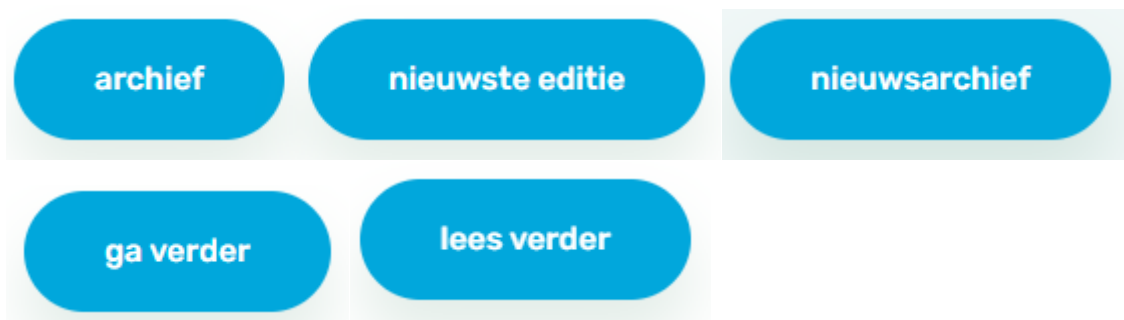 archief
nieuwste editie
nieuwsarchief
ga verder
lees verder